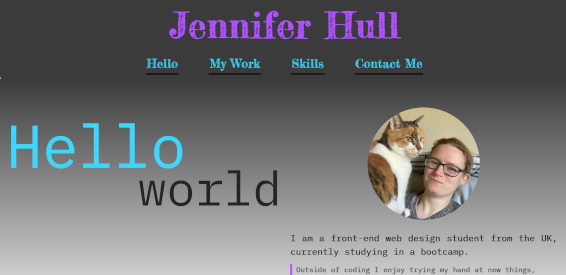 Jennifer Hull
Hello My Work Skills Contact Me
Hello
world
I am a front-end web design student from the UK,
currently studying in a bootcamp.
Outside of coding I enjoy trying my hand at new things,